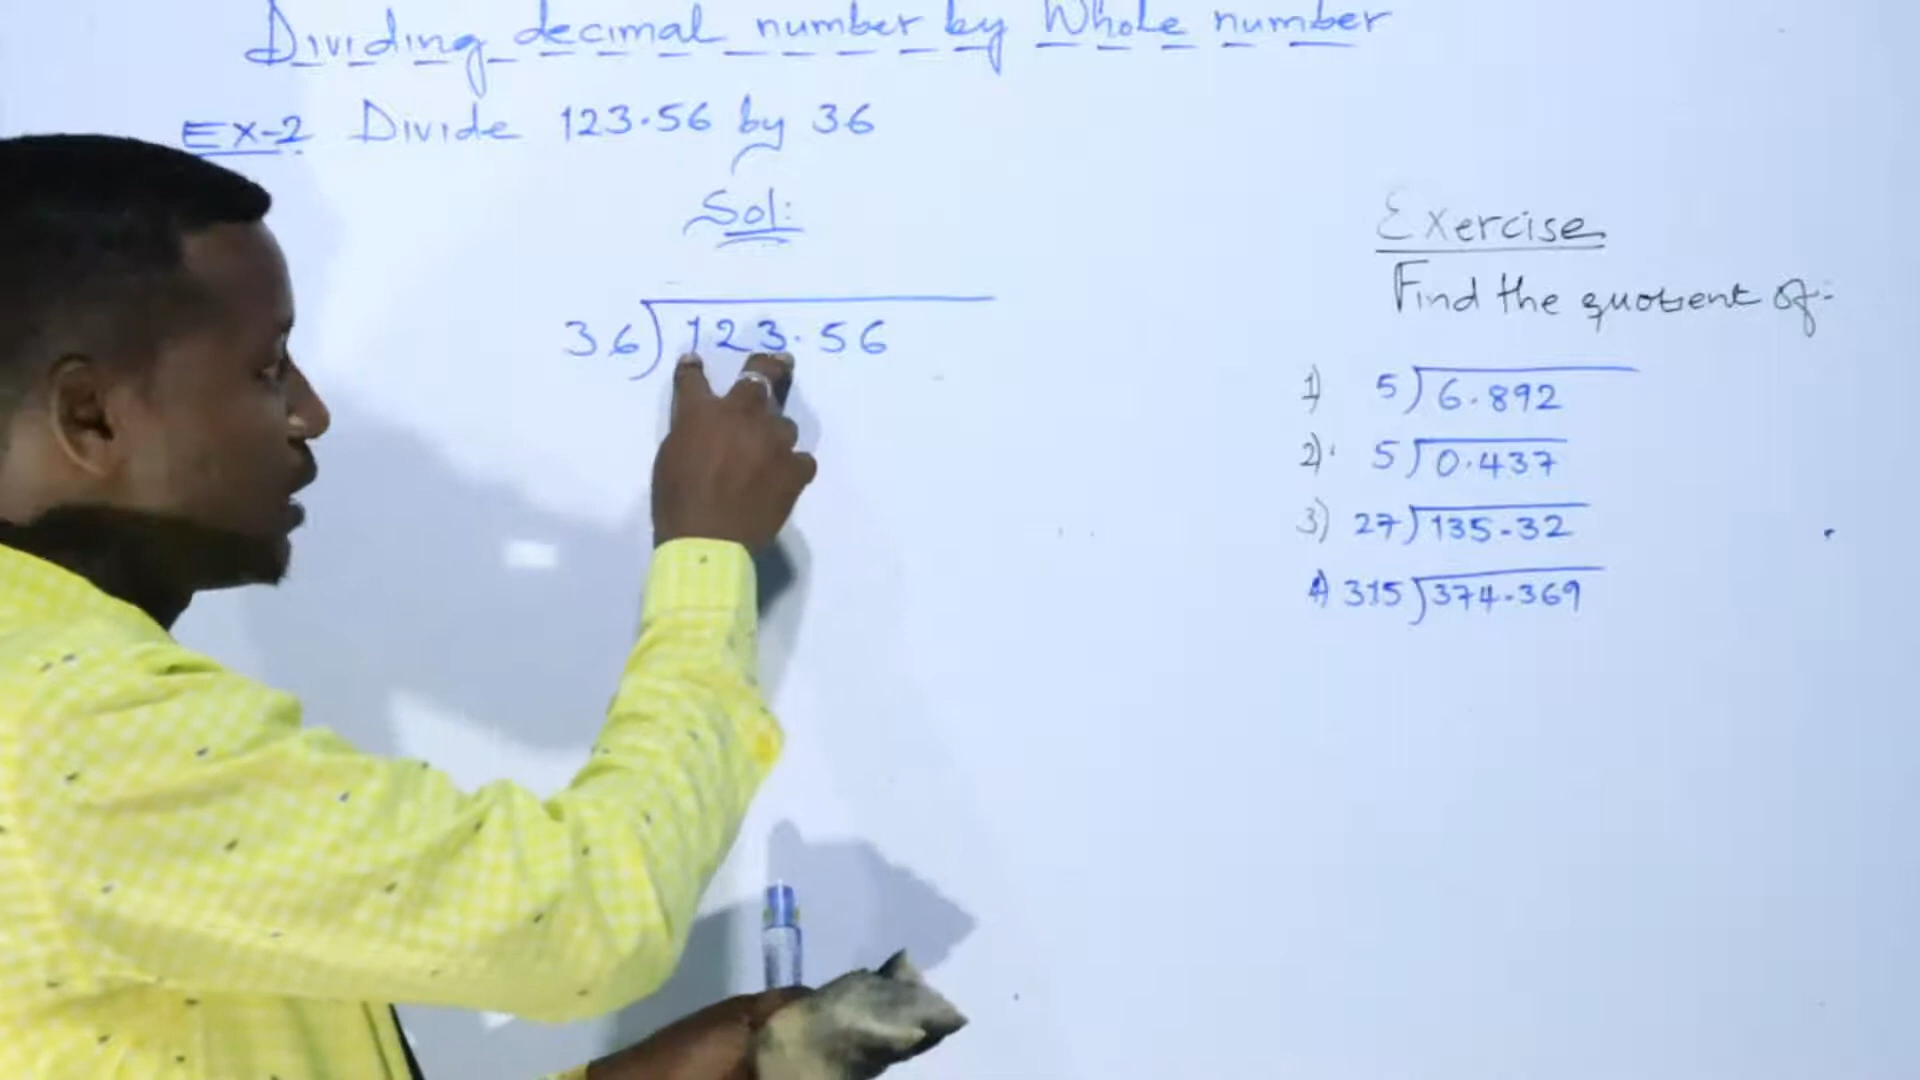 Dividing decimal number by Whole number
EX-2 Divide 123.56 by 36
Sol:
36)123.56
Exercise
Find the quotient of:-
1) 5)6.892
2). 5)0.437
3) 27)135.32
4) 315)374.369